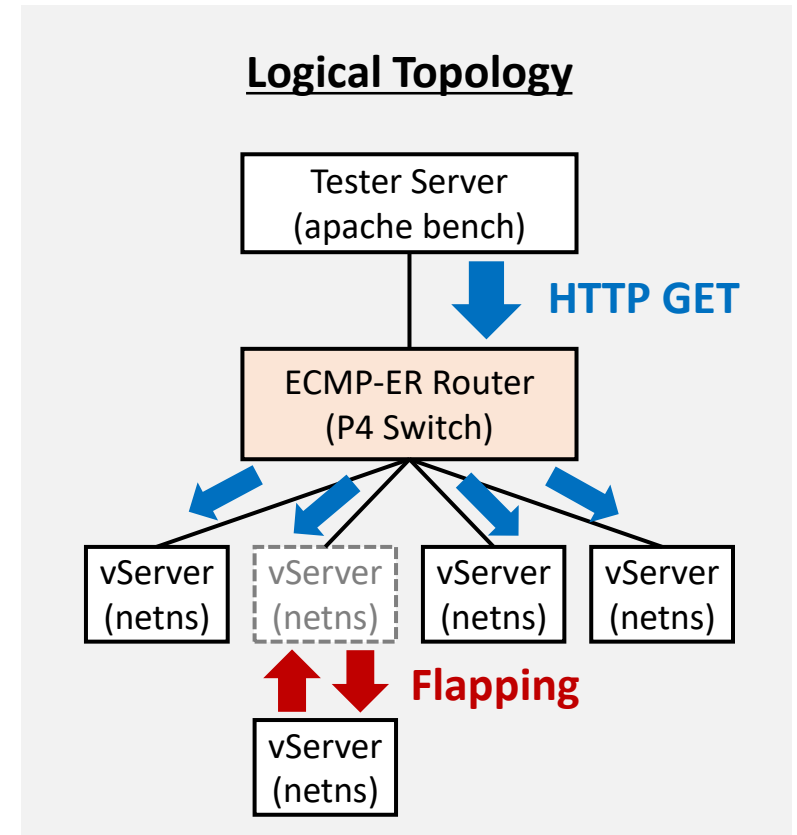 Logical Topology
Tester Server
(apache bench)
HTTP GET
ECMP-ER Router
(P4 Switch)
vServer
(netns)
vServer
(netns)
vServer
(netns)
vServer
(netns)
Flapping
vServer
(netns)